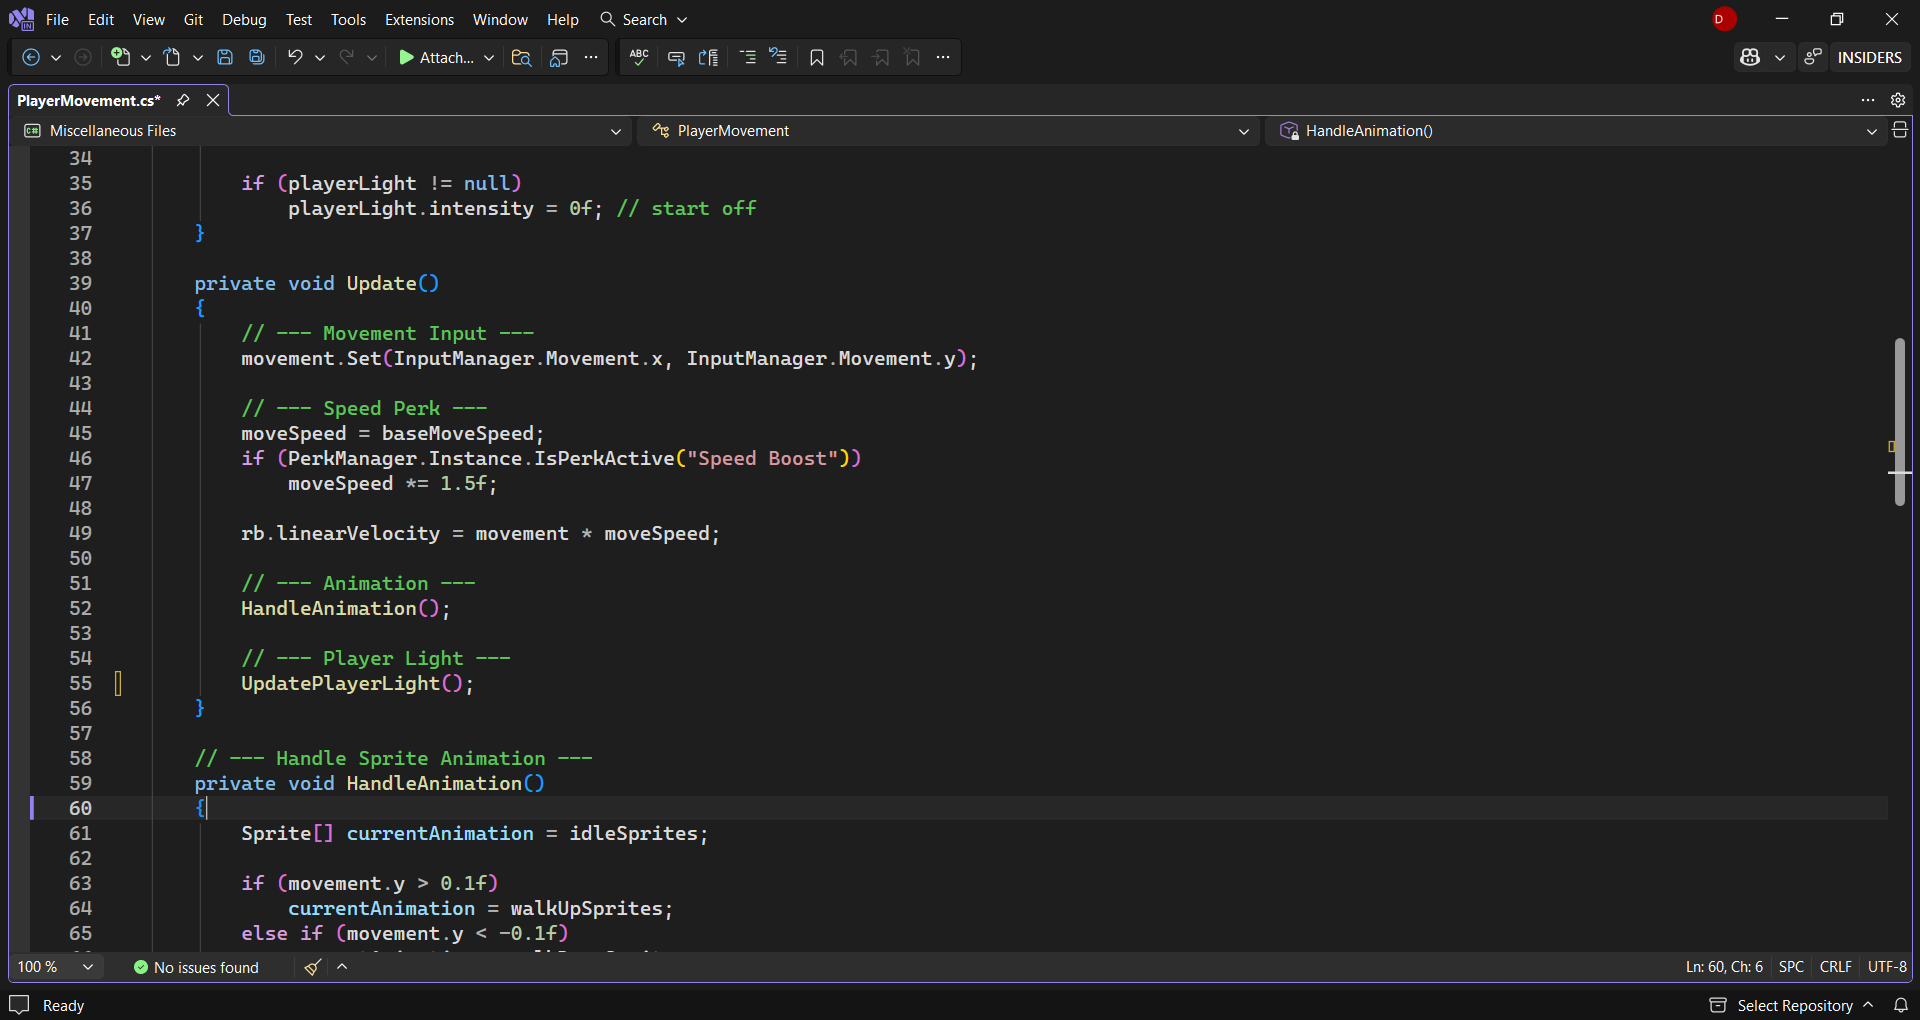 File Edit View Git Debug Test Tools Extensions Window Help Search
D
Attach...
ABC
INSIDERS
PlayerMovement.cs*
C# Miscellaneous Files
PlayerMovement
HandleAnimation()
34
35 if (playerLight != null)
36 playerLight.intensity = 0f; // start off
37 }
38
39 private void Update()
40 {
41 // --- Movement Input ---
42 movement.Set(InputManager.Movement.x, InputManager.Movement.y);
43
44 // --- Speed Perk ---
45 moveSpeed = baseMoveSpeed;
46 if (PerkManager.Instance.IsPerkActive("Speed Boost"))
47 moveSpeed *= 1.5f;
48
49 rb.linearVelocity = movement * moveSpeed;
50
51 // --- Animation ---
52 HandleAnimation();
53
54 // --- Player Light ---
55 UpdatePlayerLight();
56 }
57
58 // --- Handle Sprite Animation ---
59 private void HandleAnimation()
60 {
61 Sprite[] currentAnimation = idleSprites;
62
63 if (movement.y > 0.1f)
64 currentAnimation = walkUpSprites;
65 else if (movement.y < -0.1f)
100 % No issues found Ln: 60, Ch: 6 SPC CRLF UTF-8
Ready Select Repository